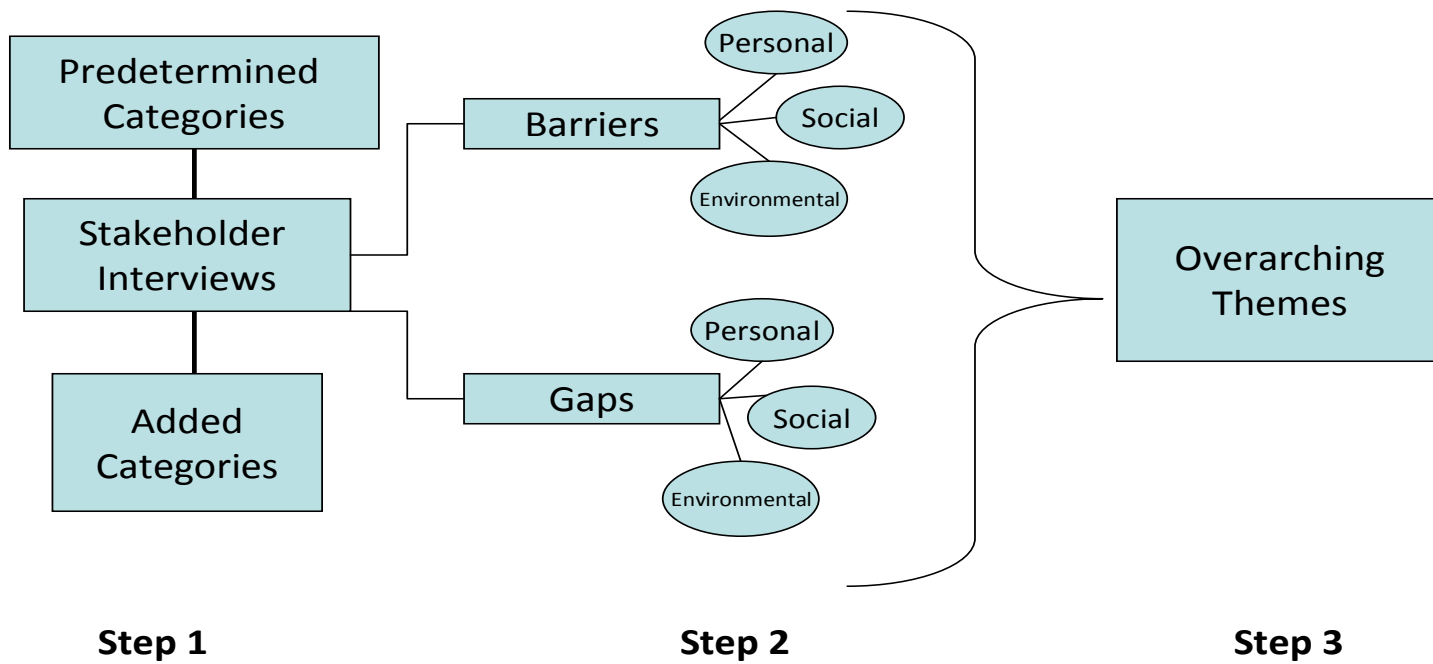 Predetermined
Categories
Stakeholder
Interviews
Added
Categories
Barriers
Personal
Social
Environmental
Gaps
Personal
Social
Environmental
Overarching
Themes
Step 1
Step 2
Step 3